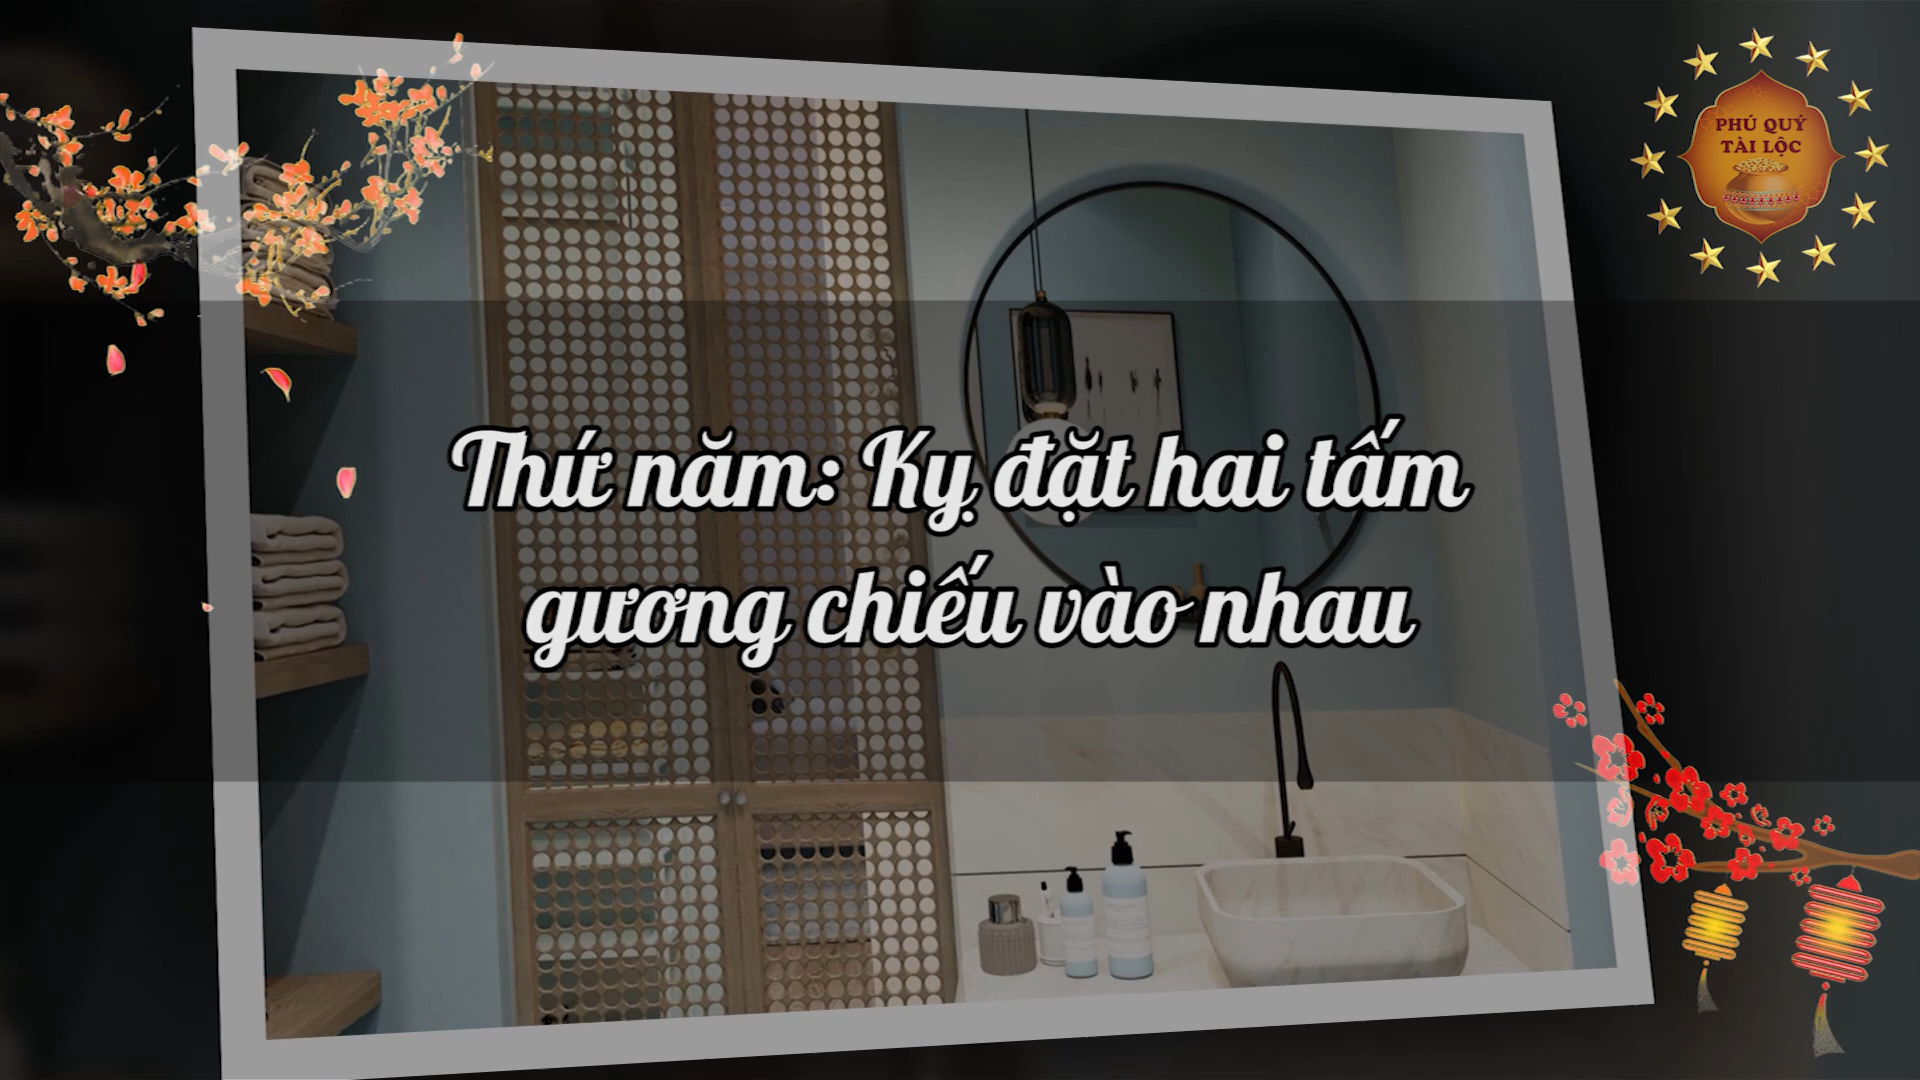 PHÚ QUÝ
TÀI LỘC
Thứ năm: Kỵ đặt hai tấm
gương chiếu vào nhau